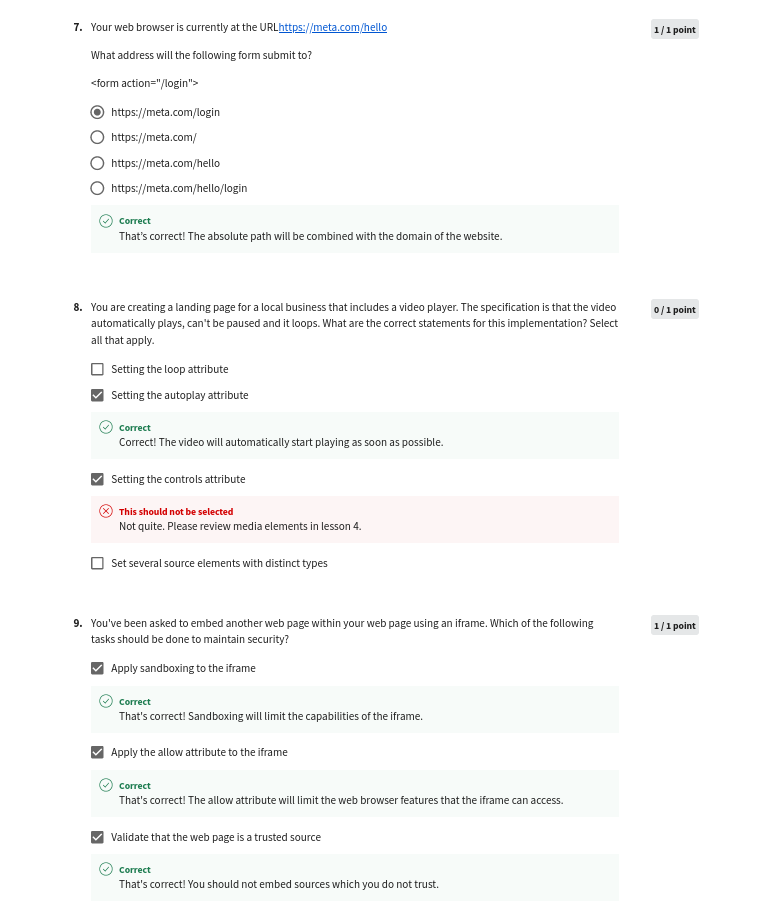 7. Your web browser is currently at the URLhttps://meta.com/hello
1 / 1 point
What address will the following form submit to?
<form action="/login">
https://meta.com/login
https://meta.com/
https://meta.com/hello
https://meta.com/hello/login
Correct
That's correct! The absolute path will be combined with the domain of the website.
8. You are creating a landing page for a local business that includes a video player. The specification is that the video
0 / 1 point
automatically plays, can't be paused and it loops. What are the correct statements for this implementation? Select
all that apply.
Setting the loop attribute
Setting the autoplay attribute
Correct
Correct! The video will automatically start playing as soon as possible.
Setting the controls attribute
This should not be selected
Not quite. Please review media elements in lesson 4.
Set several source elements with distinct types
9. You've been asked to embed another web page within your web page using an iframe. Which of the following
1 / 1 point
tasks should be done to maintain security?
Apply sandboxing to the iframe
Correct
That's correct! Sandboxing will limit the capabilities of the iframe.
Apply the allow attribute to the iframe
Correct
That's correct! The allow attribute will limit the web browser features that the iframe can access.
Validate that the web page is a trusted source
Correct
That's correct! You should not embed sources which you do not trust.